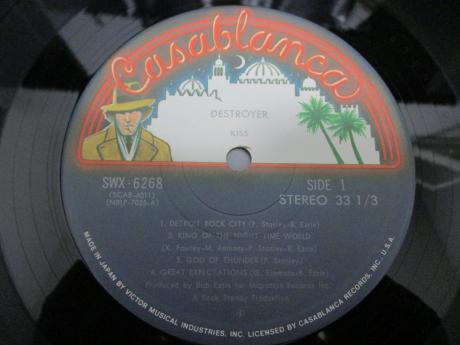 Casablanca
DESTROYER
KISS
SWX-6268
(SCAB-A011)
(NBLP-7025-A)
SIDE 1
STEREO 33 1/3
1. DETROIT ROCK CITY (P. Stanley-B. Ezrin)
2. KING OF THE NIGHT TIME WORLD
(K. Fowley-M. Anthony-P. Stanley-B. Ezrin)
3. GOD OF THUNDER (P. Stanley)
4. GREAT EXPECTATIONS (G. Simmons-B. Ezrin)
Produced by Bob Ezrin for Migration Records Inc.
A Rock Steady Production
MADE IN JAPAN BY VICTOR MUSICAL INDUSTRIES, INC. LICENSED BY CASABLANCA RECORDS, INC., U.S.A.